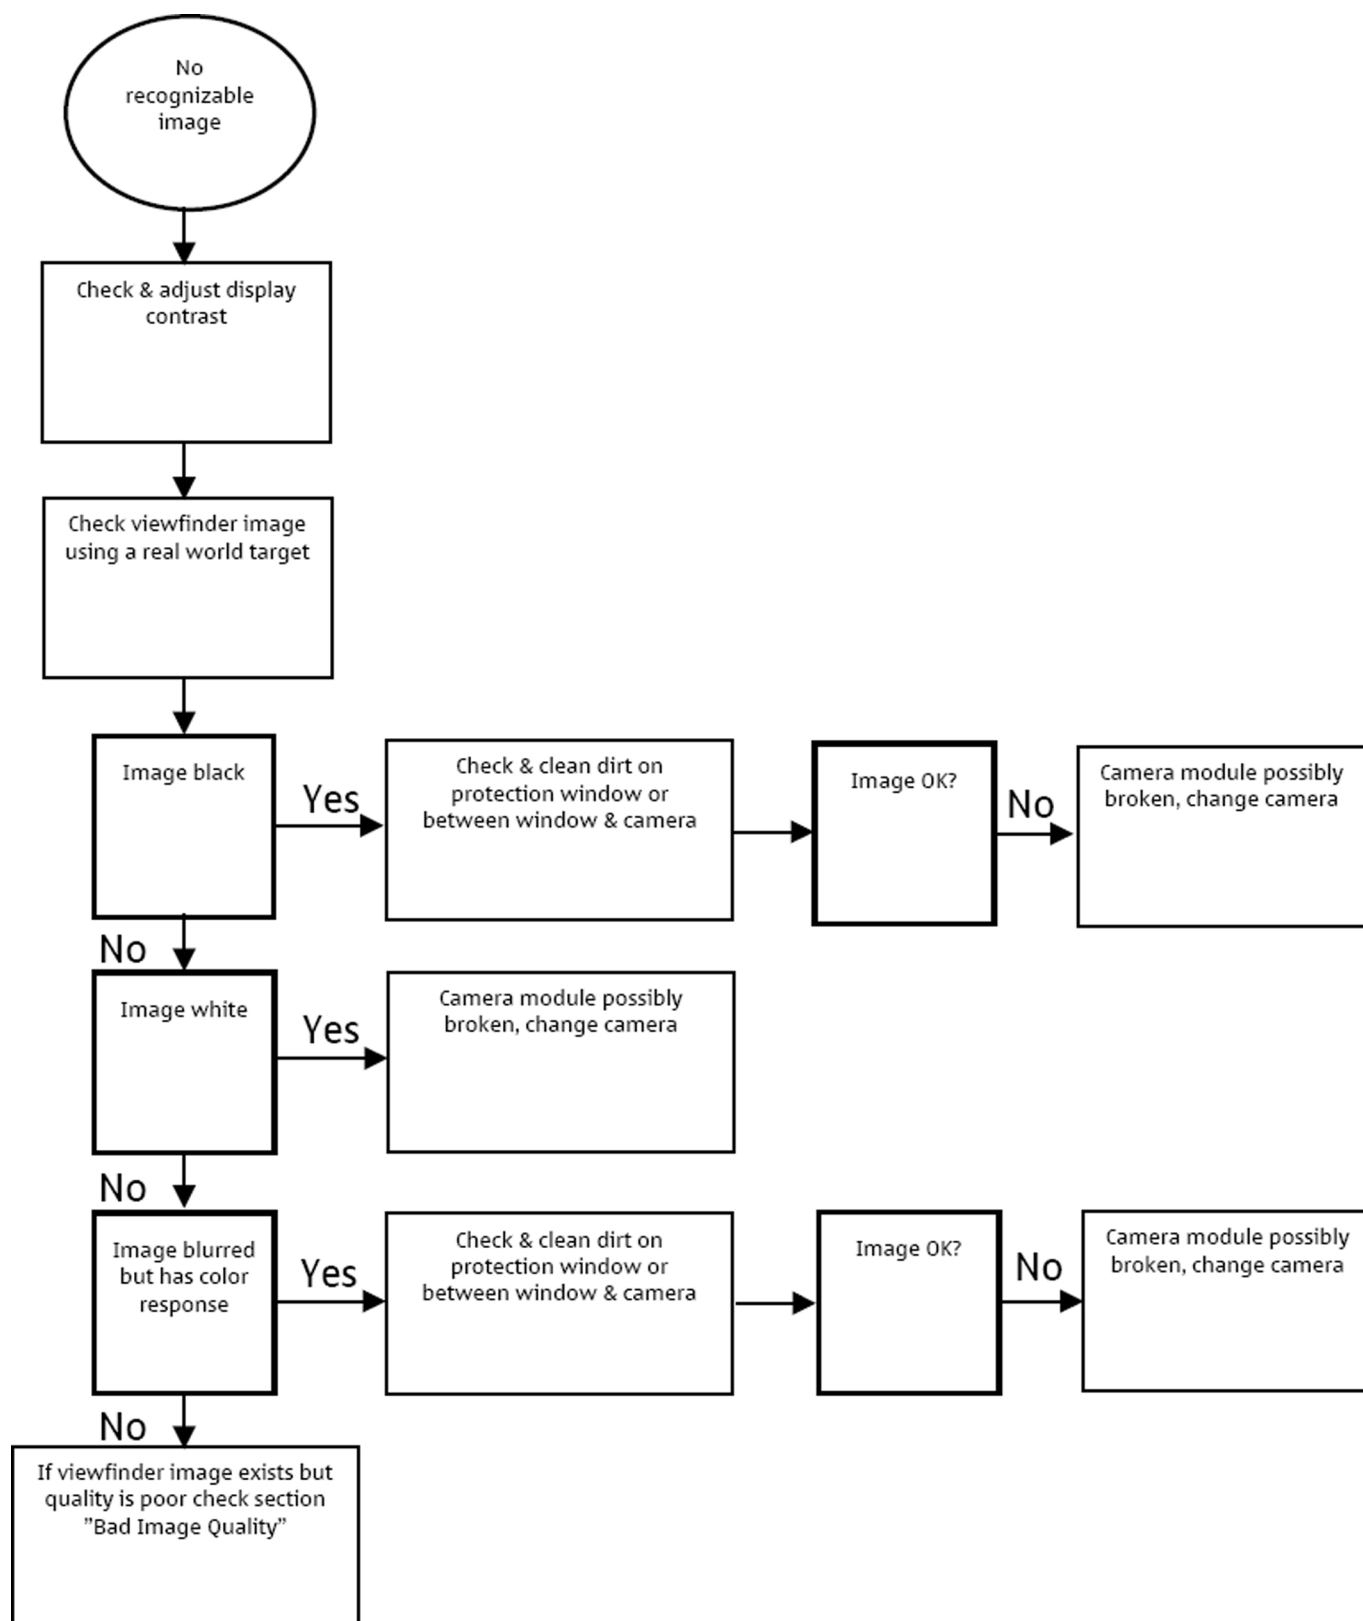 No
recognizable
image
Check & adjust display
contrast
Check viewfinder image
using a real world target
Image black
Yes
Check & clean dirt on
protection window or
between window & camera
Image OK?
No
Camera module possibly
broken, change camera
No
Image white
Yes
Camera module possibly
broken, change camera
No
Image blurred
but has color
response
Yes
Check & clean dirt on
protection window or
between window & camera
Image OK?
No
Camera module possibly
broken, change camera
No
If viewfinder image exists but
quality is poor check section
”Bad Image Quality”